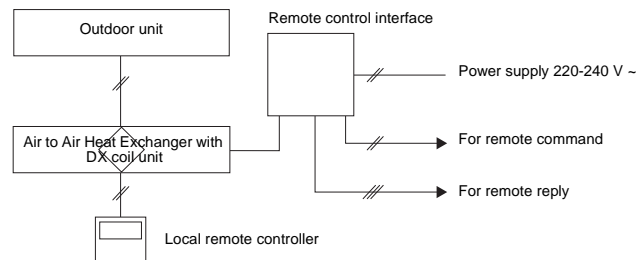 Outdoor unit
Remote control interface
Power supply 220-240 V ~
Air to Air Heat Exchanger with
DX coil unit
For remote command
For remote reply
Local remote controller